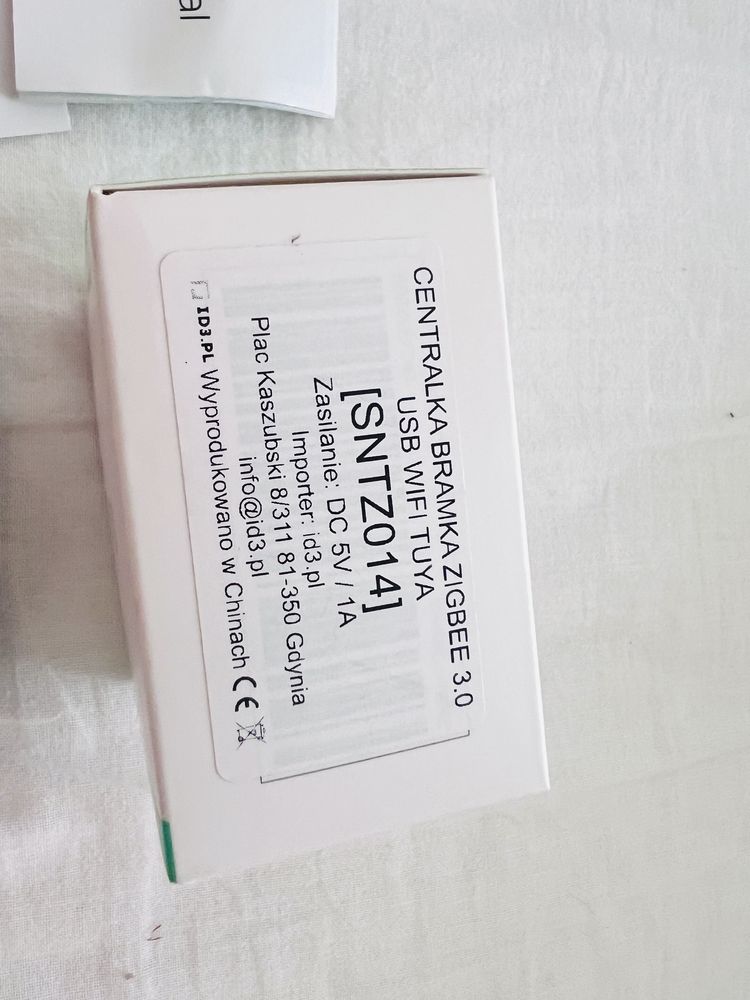 CENTRALKA BRAMKA ZIGBEE 3.0
USB WIFI TUYA
[SNTZ014]
Zasilanie: DC 5V / 1A
Importer: id3.pl
Plac Kaszubski 8/311 81-350 Gdynia
info@id3.pl
ID3.PL Wyprodukowano w Chinach CE
al